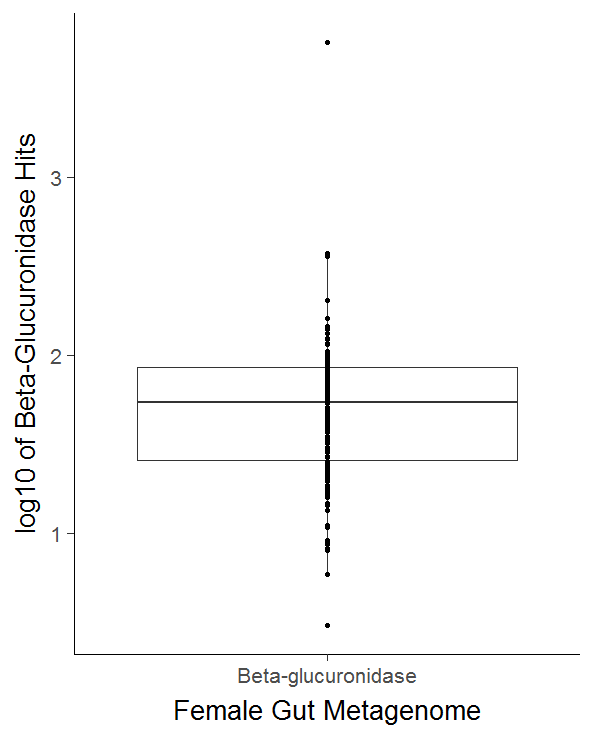 log10 of Beta-Glucuronidase Hits
3
2
1
Beta-glucuronidase
Female Gut Metagenome